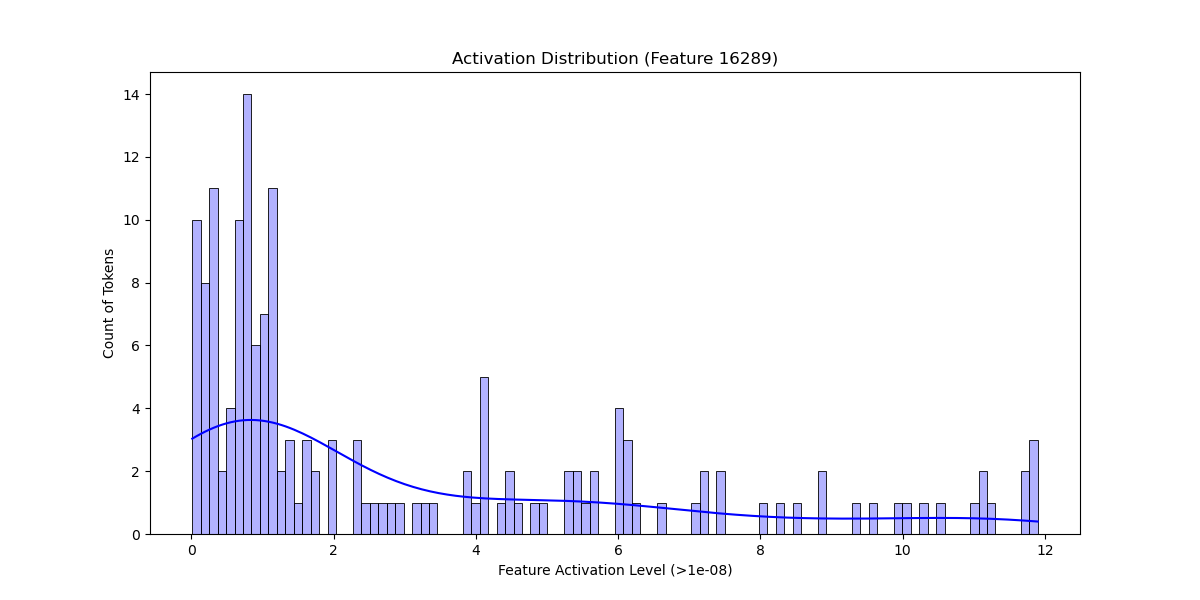 Activation Distribution (Feature 16289)
14
12
10
8
6
4
2
0
Count of Tokens
0 2 4 6 8 10 12
Feature Activation Level (>1e-08)